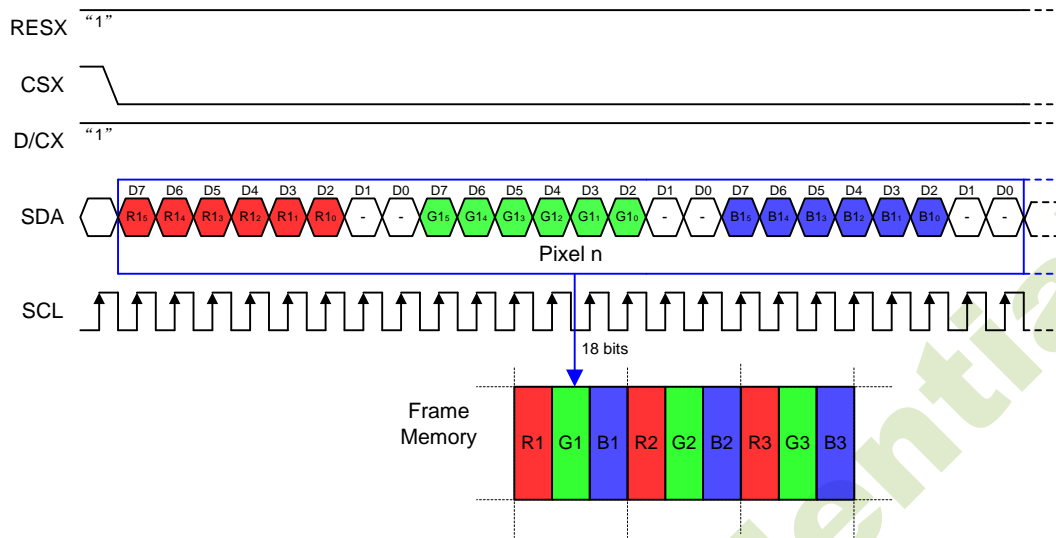 RESX “1”
CSX
D/CX “1”
D7 D6 D5 D4 D3 D2 D1 D0 D7 D6 D5 D4 D3 D2 D1 D0 D7 D6 D5 D4 D3 D2 D1 D0
SDA R1₅ R1₄ R1₃ R1₂ R1₁ R1₀ - - G1₅ G1₄ G1₃ G1₂ G1₁ G1₀ - - B1₅ B1₄ B1₃ B1₂ B1₁ B1₀ - -
Pixel n
SCL
18 bits
Frame
Memory
R1 G1 B1 R2 G2 B2 R3 G3 B3